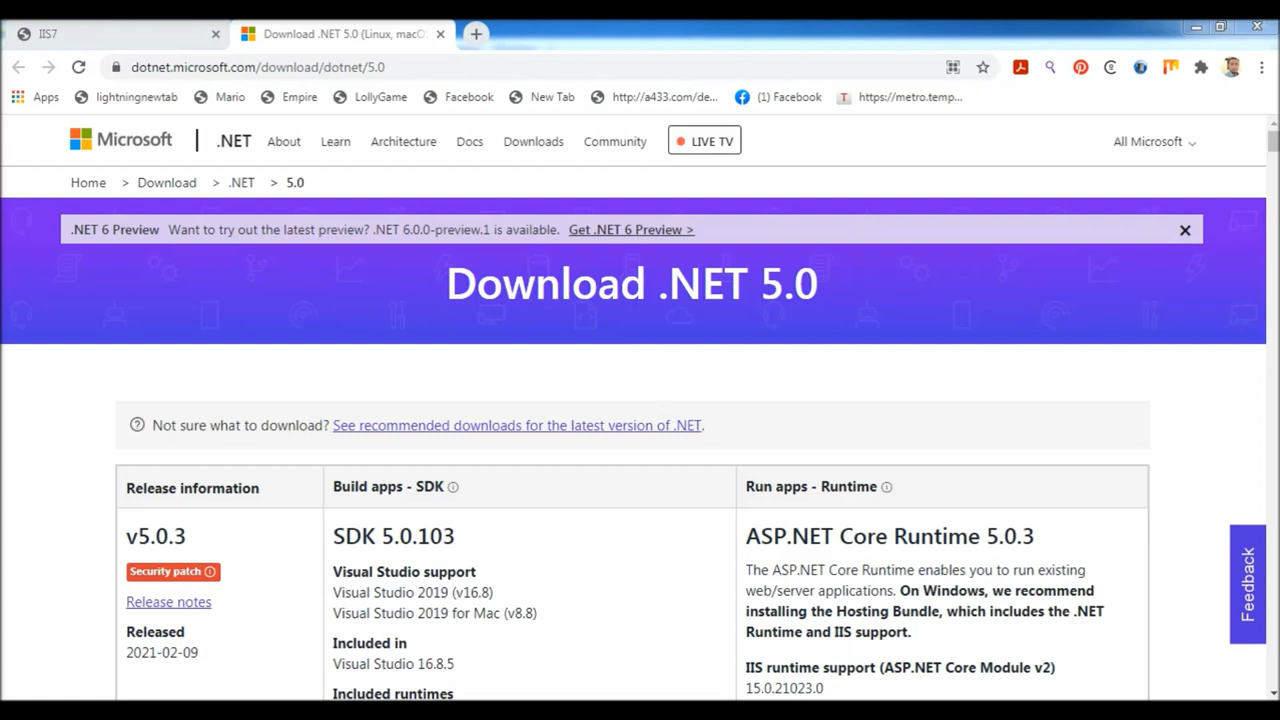 IIS7
Download .NET 5.0 (Linux, macO
dotnet.microsoft.com/download/dotnet/5.0
Apps lightningnewtab Mario Empire LollyGame Facebook New Tab http://a433.com/de... (1) Facebook https://metro.temp...
Microsoft | .NET About Learn Architecture Docs Downloads Community LIVE TV All Microsoft
Home > Download > .NET > 5.0
.NET 6 Preview Want to try out the latest preview? .NET 6.0.0-preview.1 is available. Get .NET 6 Preview >
Download .NET 5.0
Not sure what to download? See recommended downloads for the latest version of .NET.
Release information
v5.0.3
Security patch
Release notes
Released
2021-02-09
Build apps - SDK
SDK 5.0.103
Visual Studio support
Visual Studio 2019 (v16.8)
Visual Studio 2019 for Mac (v8.8)
Included in
Visual Studio 16.8.5
Included runtimes
Run apps - Runtime
ASP.NET Core Runtime 5.0.3
The ASP.NET Core Runtime enables you to run existing
web/server applications. On Windows, we recommend
installing the Hosting Bundle, which includes the .NET
Runtime and IIS support.
IIS runtime support (ASP.NET Core Module v2)
15.0.21023.0
Feedback